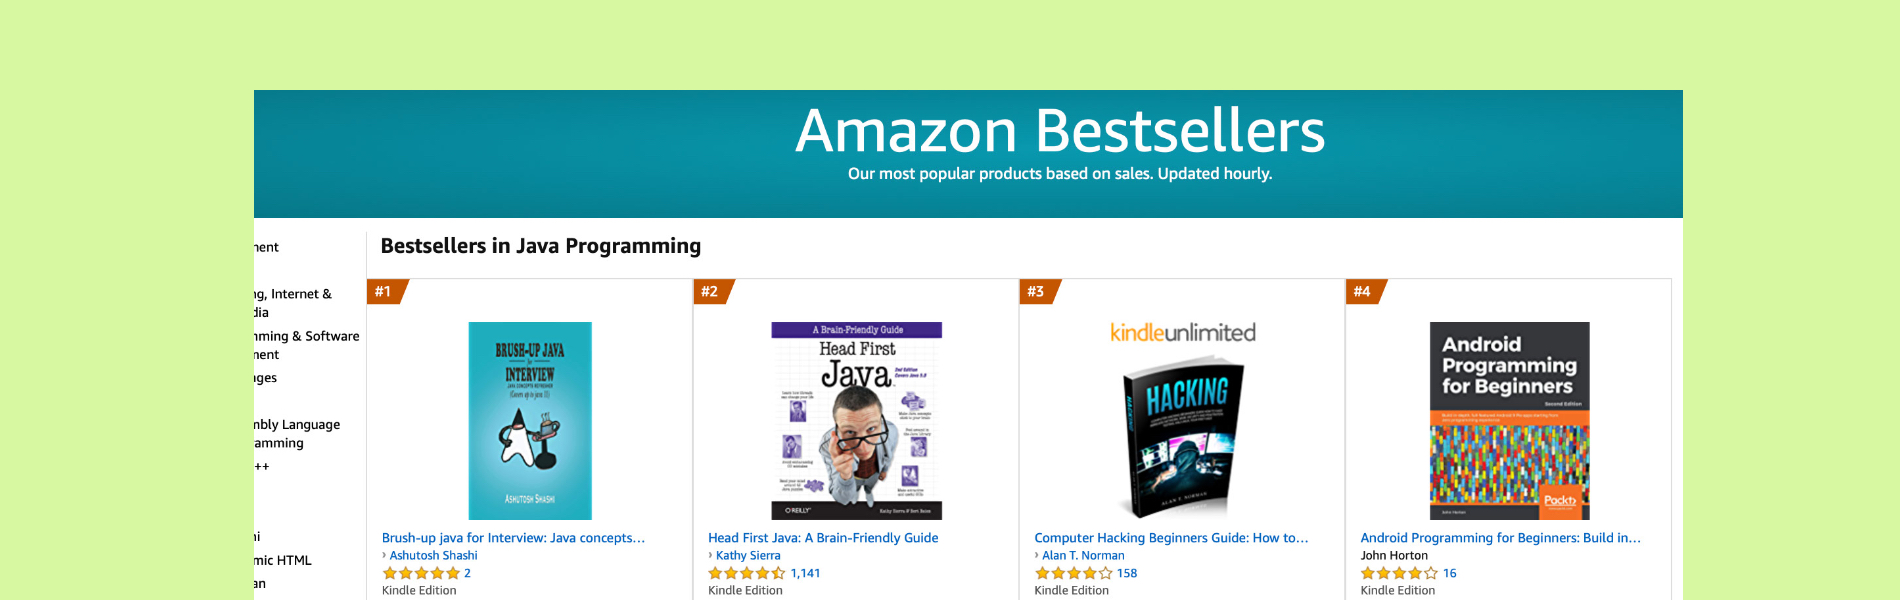 Amazon Bestsellers
Our most popular products based on sales. Updated hourly.
Bestsellers in Java Programming
ment
ng, Internet &
dia
mming & Software
ment
ages
mbly Language
amming
++
mic HTML
an
#1
BRUSH-UP JAVA
for
INTERVIEW
JAVA CONCEPTS REFRESHER
(Covers up to java 11)
ASHUTOSH SHASHI
Brush-up java for Interview: Java concepts…
› Ashutosh Shashi
2
Kindle Edition
#2
A Brain-Friendly Guide
Head First
Java
2nd Edition
Covers Java 5.0
O'REILLY
Kathy Sierra & Bert Bates
Head First Java: A Brain-Friendly Guide
› Kathy Sierra
1,141
Kindle Edition
#3
kindleunlimited
HACKING
HACKING
ALAN T. NORMAN
Computer Hacking Beginners Guide: How to…
› Alan T. Norman
158
Kindle Edition
#4
Android
Programming
for Beginners
Second Edition
John Horton
Packt>
Android Programming for Beginners: Build in…
John Horton
16
Kindle Edition